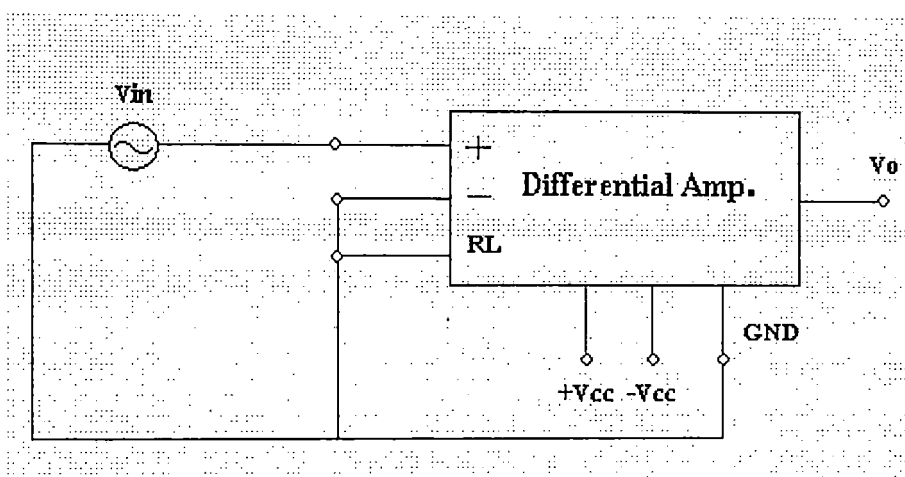 Vin
+
Vo
− Differential Amp.
RL
GND
+Vcc -Vcc